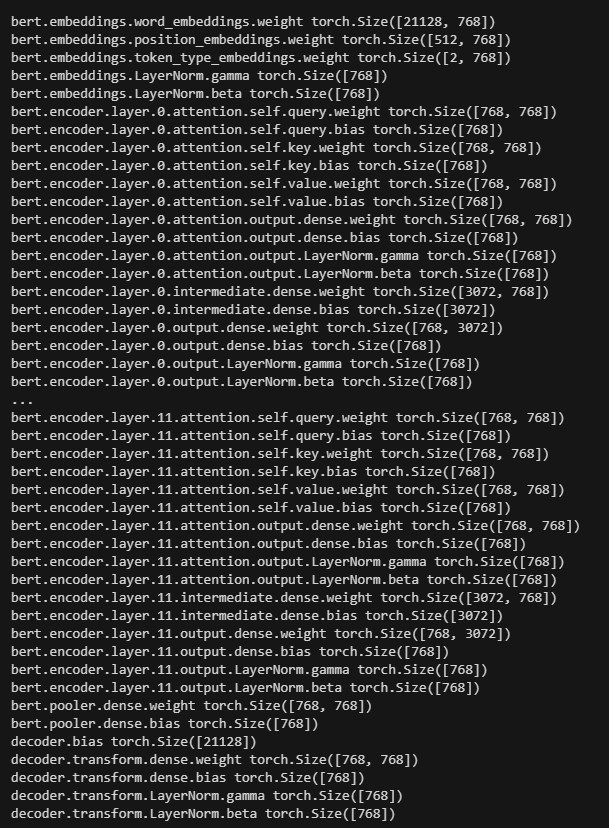 bert.embeddings.word_embeddings.weight torch.Size([21128, 768])
bert.embeddings.position_embeddings.weight torch.Size([512, 768])
bert.embeddings.token_type_embeddings.weight torch.Size([2, 768])
bert.embeddings.LayerNorm.gamma torch.Size([768])
bert.embeddings.LayerNorm.beta torch.Size([768])
bert.encoder.layer.0.attention.self.query.weight torch.Size([768, 768])
bert.encoder.layer.0.attention.self.query.bias torch.Size([768])
bert.encoder.layer.0.attention.self.key.weight torch.Size([768, 768])
bert.encoder.layer.0.attention.self.key.bias torch.Size([768])
bert.encoder.layer.0.attention.self.value.weight torch.Size([768, 768])
bert.encoder.layer.0.attention.self.value.bias torch.Size([768])
bert.encoder.layer.0.attention.output.dense.weight torch.Size([768, 768])
bert.encoder.layer.0.attention.output.dense.bias torch.Size([768])
bert.encoder.layer.0.attention.output.LayerNorm.gamma torch.Size([768])
bert.encoder.layer.0.attention.output.LayerNorm.beta torch.Size([768])
bert.encoder.layer.0.intermediate.dense.weight torch.Size([3072, 768])
bert.encoder.layer.0.intermediate.dense.bias torch.Size([3072])
bert.encoder.layer.0.output.dense.weight torch.Size([768, 3072])
bert.encoder.layer.0.output.dense.bias torch.Size([768])
bert.encoder.layer.0.output.LayerNorm.gamma torch.Size([768])
bert.encoder.layer.0.output.LayerNorm.beta torch.Size([768])
...
bert.encoder.layer.11.attention.self.query.weight torch.Size([768, 768])
bert.encoder.layer.11.attention.self.query.bias torch.Size([768])
bert.encoder.layer.11.attention.self.key.weight torch.Size([768, 768])
bert.encoder.layer.11.attention.self.key.bias torch.Size([768])
bert.encoder.layer.11.attention.self.value.weight torch.Size([768, 768])
bert.encoder.layer.11.attention.self.value.bias torch.Size([768])
bert.encoder.layer.11.attention.output.dense.weight torch.Size([768, 768])
bert.encoder.layer.11.attention.output.dense.bias torch.Size([768])
bert.encoder.layer.11.attention.output.LayerNorm.gamma torch.Size([768])
bert.encoder.layer.11.attention.output.LayerNorm.beta torch.Size([768])
bert.encoder.layer.11.intermediate.dense.weight torch.Size([3072, 768])
bert.encoder.layer.11.intermediate.dense.bias torch.Size([3072])
bert.encoder.layer.11.output.dense.weight torch.Size([768, 3072])
bert.encoder.layer.11.output.dense.bias torch.Size([768])
bert.encoder.layer.11.output.LayerNorm.gamma torch.Size([768])
bert.encoder.layer.11.output.LayerNorm.beta torch.Size([768])
bert.pooler.dense.weight torch.Size([768, 768])
bert.pooler.dense.bias torch.Size([768])
decoder.bias torch.Size([21128])
decoder.transform.dense.weight torch.Size([768, 768])
decoder.transform.dense.bias torch.Size([768])
decoder.transform.LayerNorm.gamma torch.Size([768])
decoder.transform.LayerNorm.beta torch.Size([768])